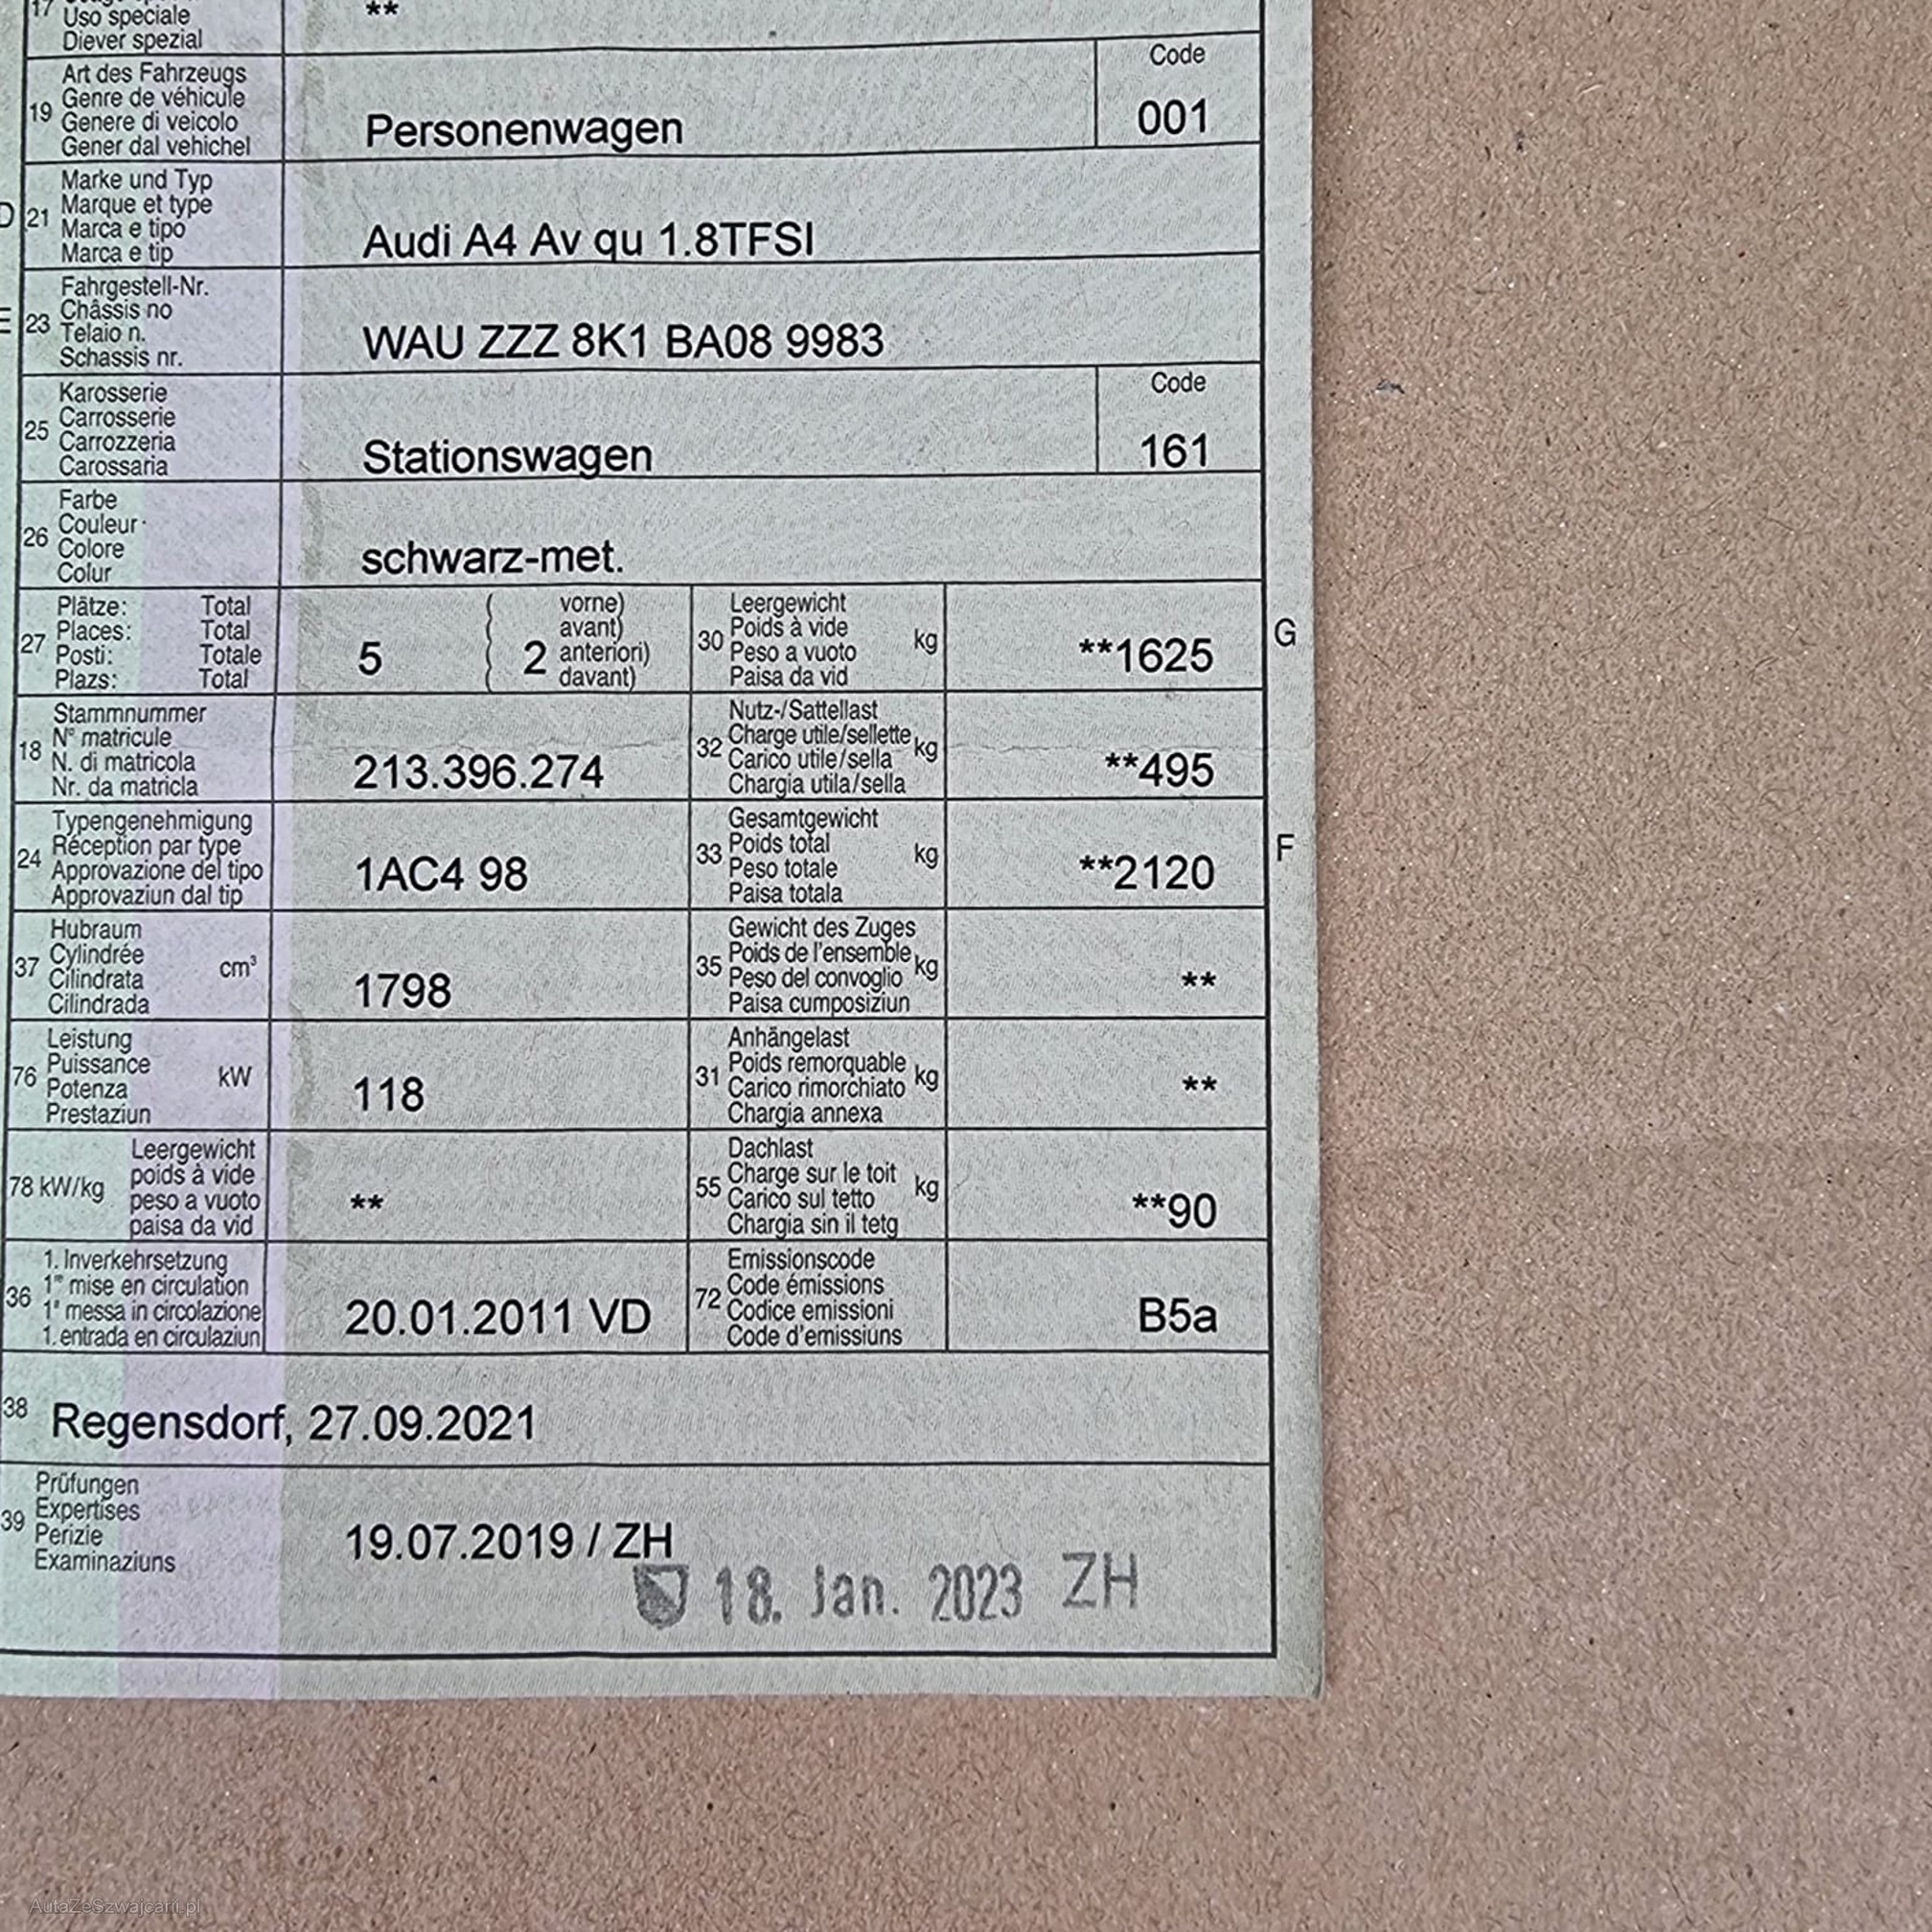 17 Uso speciale **
Diever spezial
Art des Fahrzeugs Code
19 Genre de véhicule
Genere di veicolo Personenwagen 001
Gener dal vehichel
Marke und Typ
D 21 Marque et type
Marca e tipo Audi A4 Av qu 1.8TFSI
Marca e tip
Fahrgestell-Nr.
E 23 Châssis no
Telaio n. WAU ZZZ 8K1 BA08 9983
Schassis nr.
Karosserie Code
25 Carrosserie
Carrozzeria Stationswagen 161
Carossaria
Farbe
26 Couleur
Colore schwarz-met.
Colur
27 Plätze: Total 5 ( 2 vorne)
Places: Total avant)
Posti: Totale anteriori)
Plazs: Total davant)
30 Leergewicht
Poids à vide kg **1625 G
Peso a vuoto
Paisa da vid
18 Stammnummer
N° matricule
N. di matricola 213.396.274
Nr. da matricla
32 Nutz-/Sattellast
Charge utile/sellette kg **495
Carico utile/sella
Chargia utila/sella
24 Typengenehmigung
Réception par type
Approvazione del tipo 1AC4 98
Approvaziun dal tip
33 Gesamtgewicht
Poids total kg **2120 F
Peso totale
Paisa totala
37 Hubraum
Cylindrée cm³
Cilindrata 1798
Cilindrada
35 Gewicht des Zuges
Poids de l'ensemble kg **
Peso del convoglio
Paisa cumposiziun
76 Leistung
Puissance kW
Potenza 118
Prestaziun
31 Anhängelast
Poids remorquable kg **
Carico rimorchiato
Chargia annexa
78 kW/kg Leergewicht
poids à vide
peso a vuoto **
paisa da vid
55 Dachlast
Charge sur le toit kg **90
Carico sul tetto
Chargia sin il tetg
36 1. Inverkehrsetzung
1re mise en circulation
1a messa in circolazione 20.01.2011 VD
1. entrada en circulaziun
72 Emissionscode
Code émissions
Codice emissioni B5a
Code d'emissiuns
38 Regensdorf, 27.09.2021
39 Prüfungen
Expertises
Perizie 19.07.2019 / ZH
Examinaziuns
18. Jan. 2023 ZH
AutaZeSzwajcarii.pl